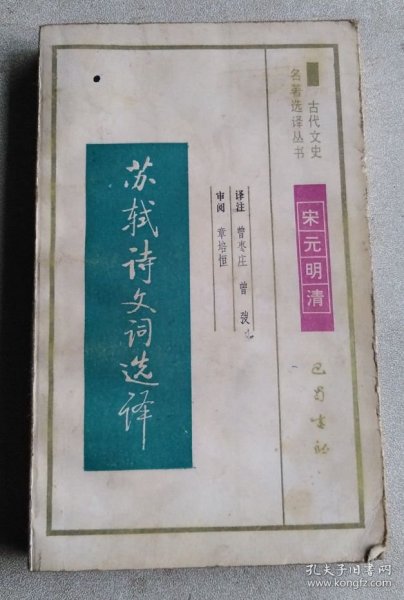 古代文史
名著选译丛书
宋元明清
巴蜀书社
译注 曾枣庄 曾弢
审阅 章培恒
苏轼诗文词选译
孔夫子旧书网
www.kongfz.com